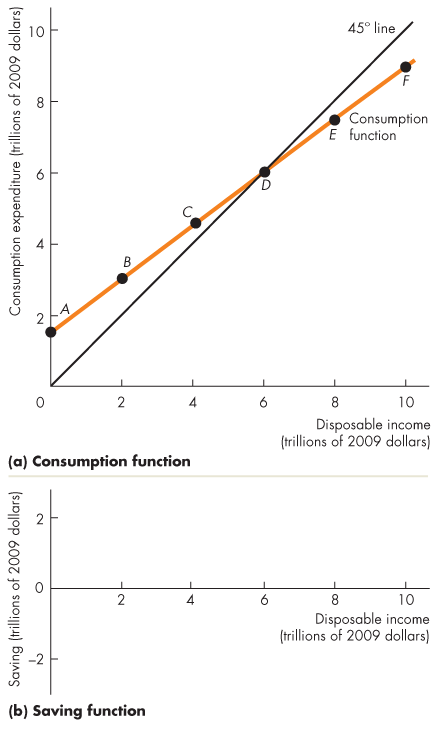 Consumption expenditure (trillions of 2009 dollars)
10
8
6
4
2
0
2
4
6
8
10
45° line
A
B
C
D
E
F
Consumption
function
Disposable income
(trillions of 2009 dollars)
(a) Consumption function
Saving (trillions of 2009 dollars)
2
0
–2
2
4
6
8
10
Disposable income
(trillions of 2009 dollars)
(b) Saving function